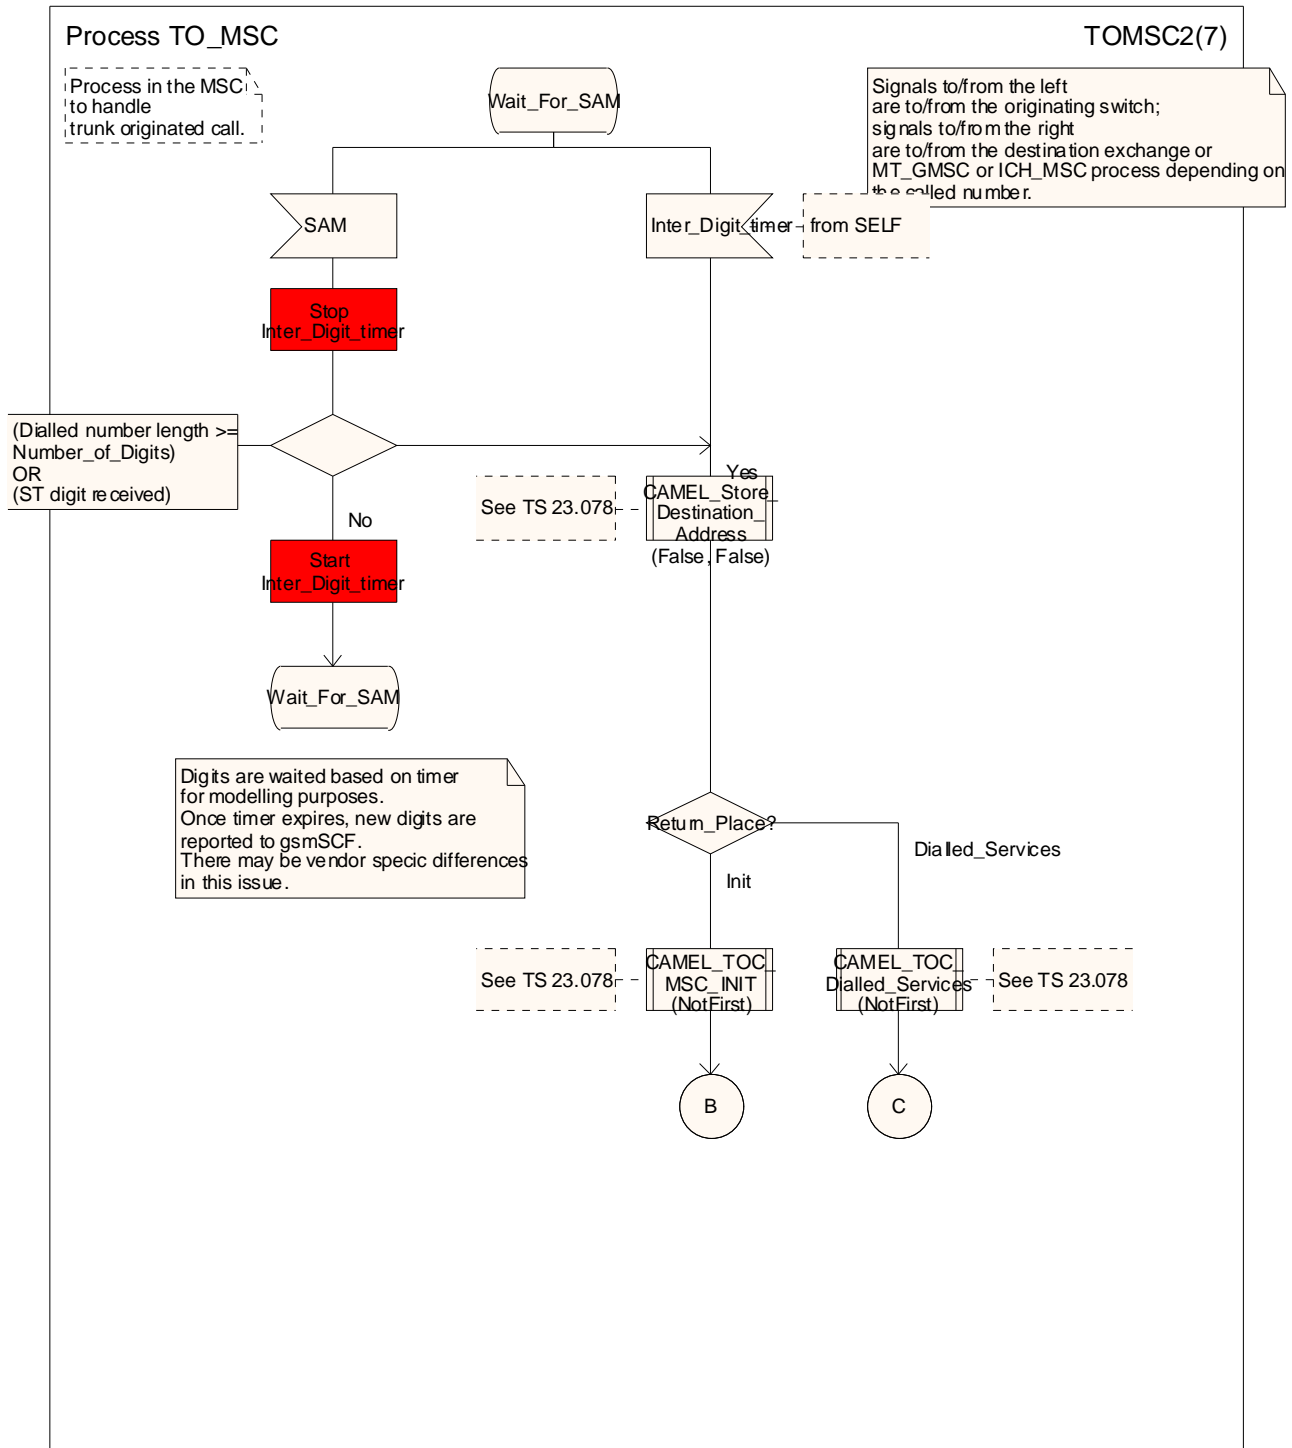 Process TO_MSC
TOMSC2(7)
Process in the MSC
to handle
trunk originated call.
Wait_For_SAM
Signals to/from the left
are to/from the originating switch;
signals to/from the right
are to/from the destination exchange or
MT_GMSC or ICH_MSC process depending on
the called number.
SAM
Inter_Digit_timer
from SELF
Stop
Inter_Digit_timer
(Dialled number length >=
Number_of_Digits)
OR
(ST digit received)
Yes
See TS 23.078
CAMEL_Store_
Destination_
Address
(False, False)
No
Start
Inter_Digit_timer
Wait_For_SAM
Digits are waited based on timer
for modelling purposes.
Once timer expires, new digits are
reported to gsmSCF.
There may be vendor specic differences
in this issue.
Return_Place?
Dialled_Services
Init
See TS 23.078
CAMEL_TOC_
MSC_INIT
(NotFirst)
CAMEL_TOC_
Dialled_Services
(NotFirst)
See TS 23.078
B
C